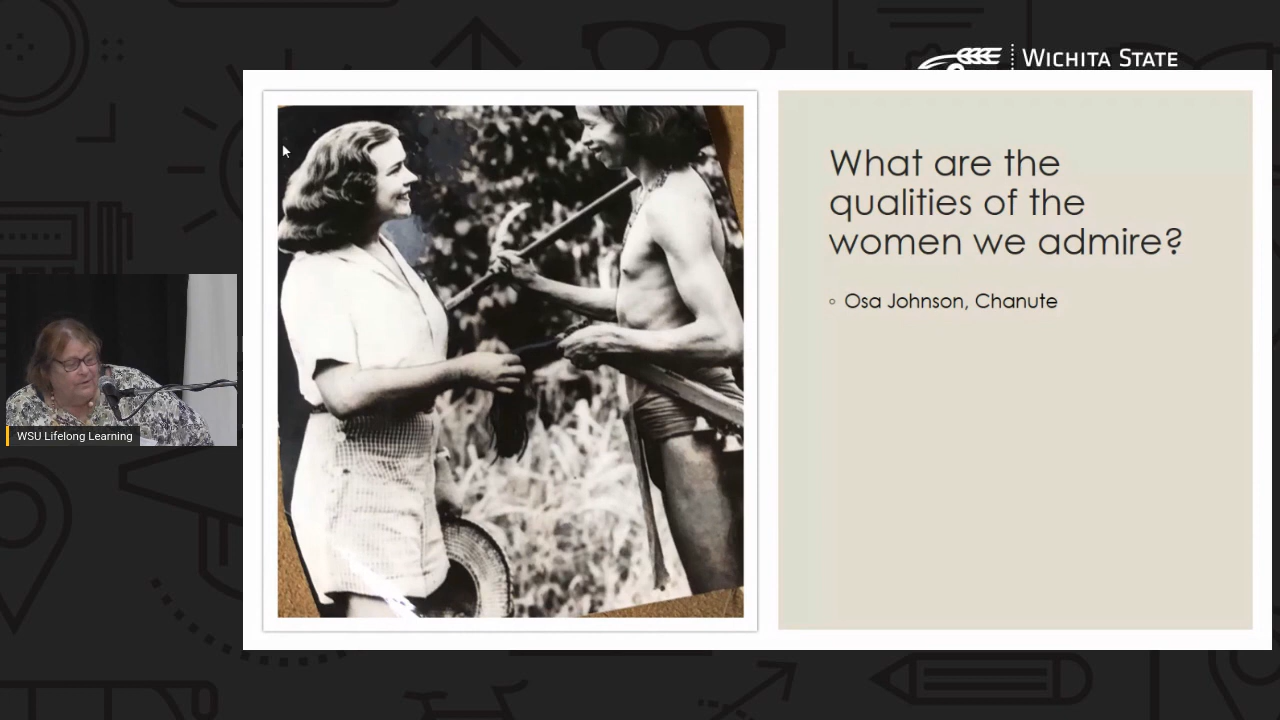 WICHITA STATE
What are the
qualities of the
women we admire?
Osa Johnson, Chanute
WSU Lifelong Learning